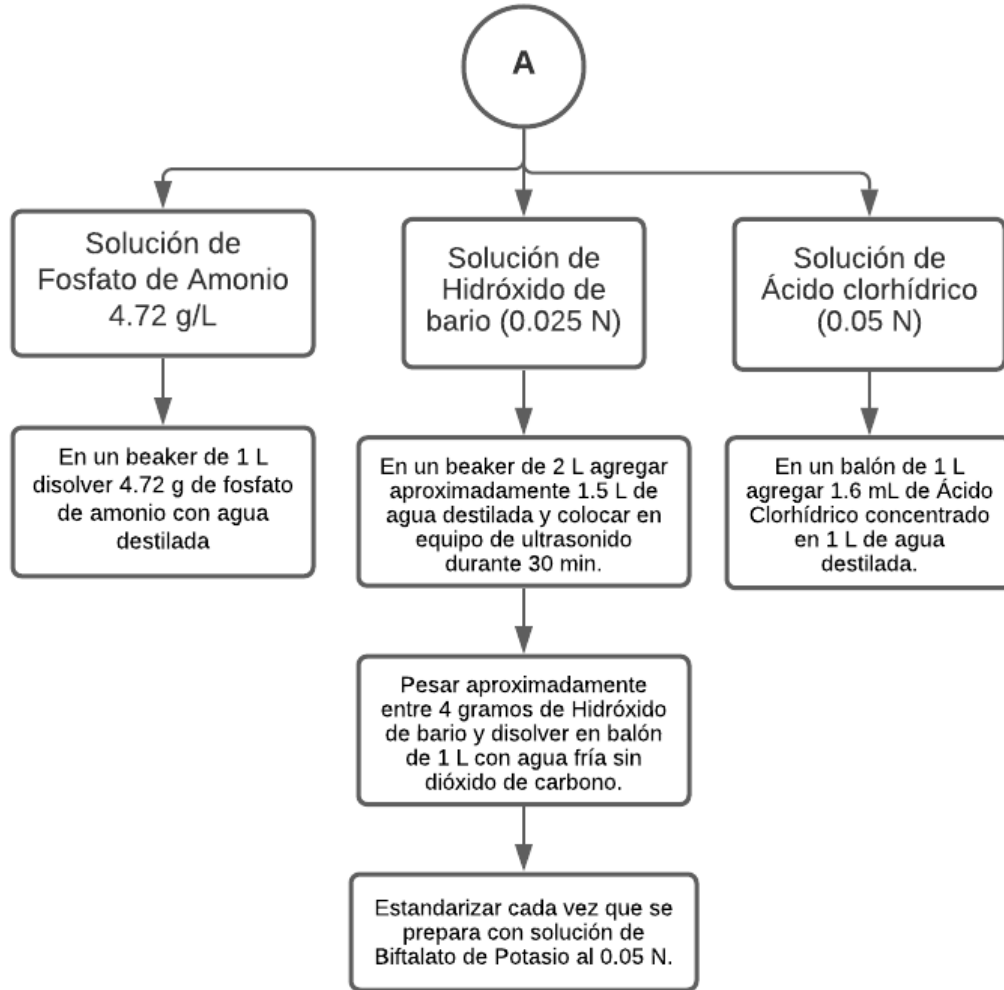 A
Solución de
Fosfato de Amonio
4.72 g/L
Solución de
Hidróxido de
bario (0.025 N)
Solución de
Ácido clorhídrico
(0.05 N)
En un beaker de 1 L
disolver 4.72 g de fosfato
de amonio con agua
destilada
En un beaker de 2 L agregar
aproximadamente 1.5 L de
agua destilada y colocar en
equipo de ultrasonido
durante 30 min.
En un balón de 1 L
agregar 1.6 mL de Ácido
Clorhídrico concentrado
en 1 L de agua
destilada.
Pesar aproximadamente
entre 4 gramos de Hidróxido
de bario y disolver en balón
de 1 L con agua fría sin
dióxido de carbono.
Estandarizar cada vez que se
prepara con solución de
Biftalato de Potasio al 0.05 N.